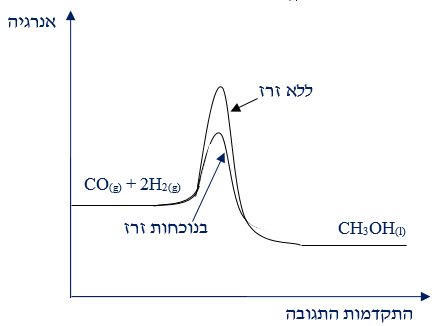 אנרגיה
ללא זרז
CO(g) + 2H2(g)
בנוכחות זרז
CH3OH(l)
התקדמות התגובה